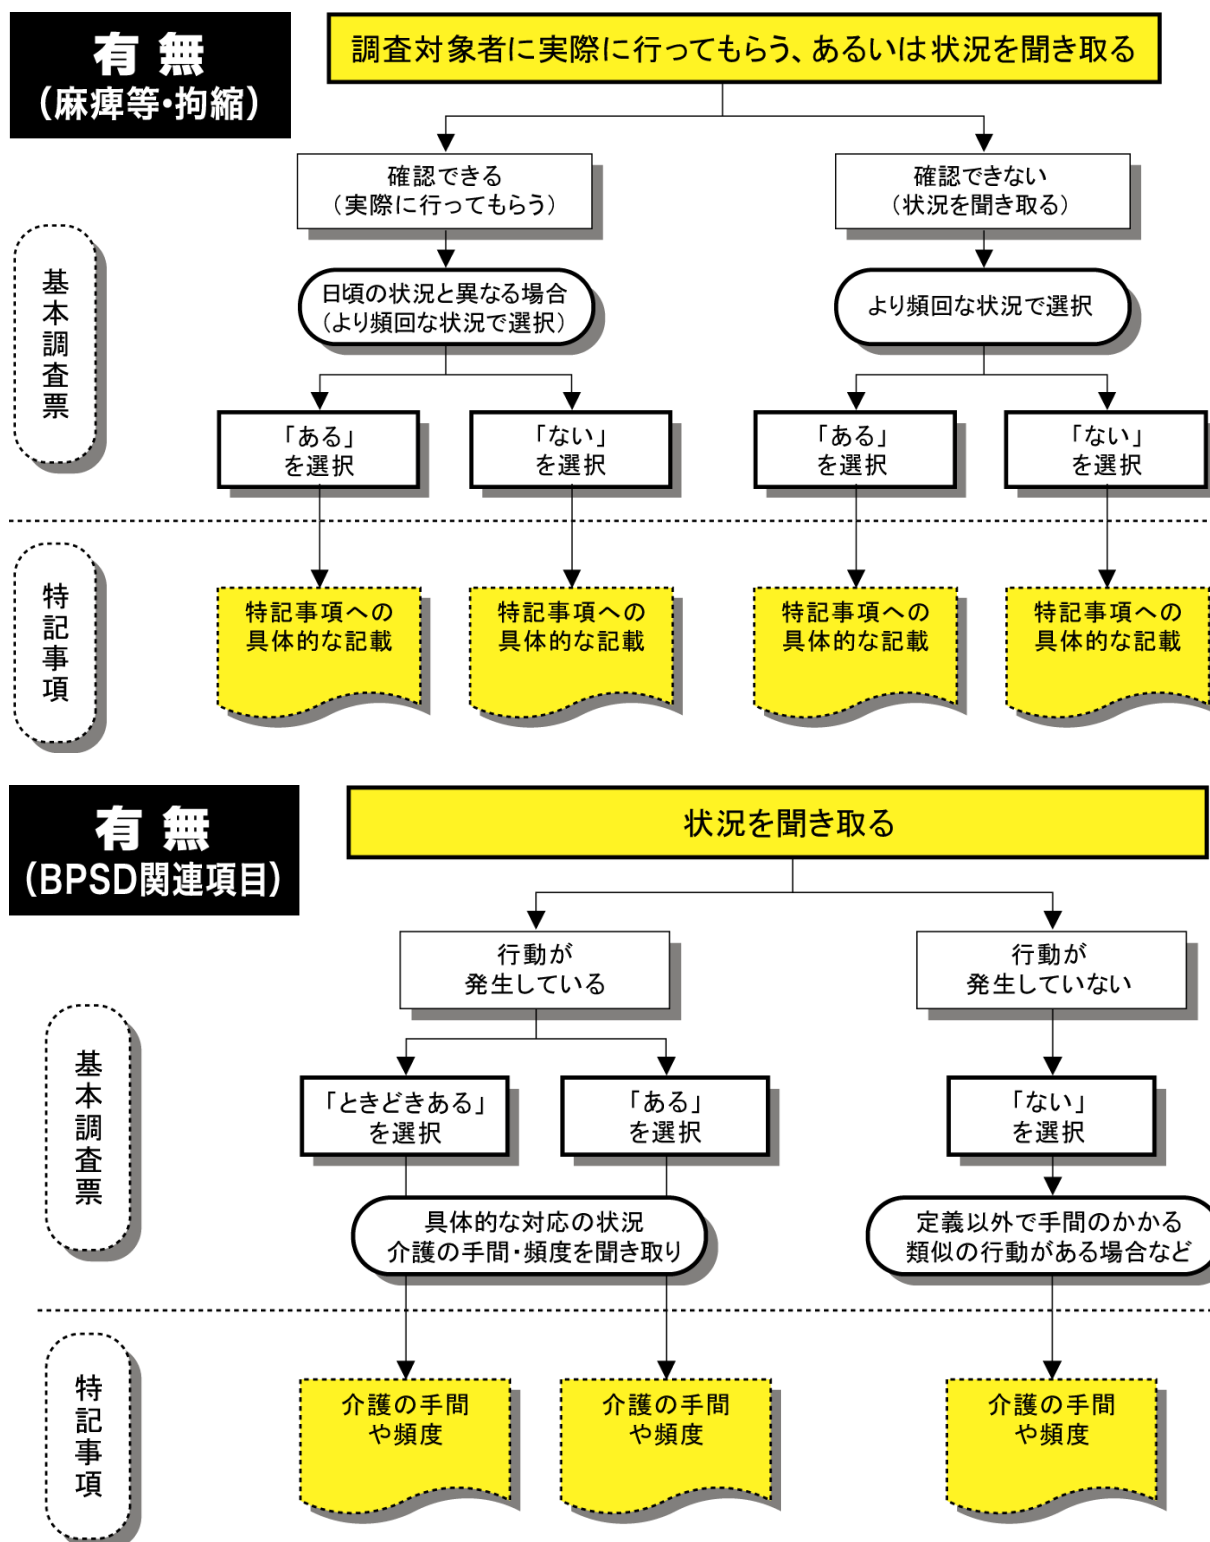 有 無
（麻痺等・拘縮）
調査対象者に実際に行ってもらう、あるいは状況を聞き取る
確認できる
（実際に行ってもらう）
確認できない
（状況を聞き取る）
基本調査票
日頃の状況と異なる場合
（より頻回な状況で選択）
より頻回な状況で選択
「ある」
を選択
「ない」
を選択
「ある」
を選択
「ない」
を選択
特記事項
特記事項への
具体的な記載
特記事項への
具体的な記載
特記事項への
具体的な記載
特記事項への
具体的な記載
有 無
（BPSD関連項目）
状況を聞き取る
行動が
発生している
行動が
発生していない
基本調査票
「ときどきある」
を選択
「ある」
を選択
「ない」
を選択
具体的な対応の状況
介護の手間・頻度を聞き取り
定義以外で手間のかかる
類似の行動がある場合など
特記事項
介護の手間
や頻度
介護の手間
や頻度
介護の手間
や頻度